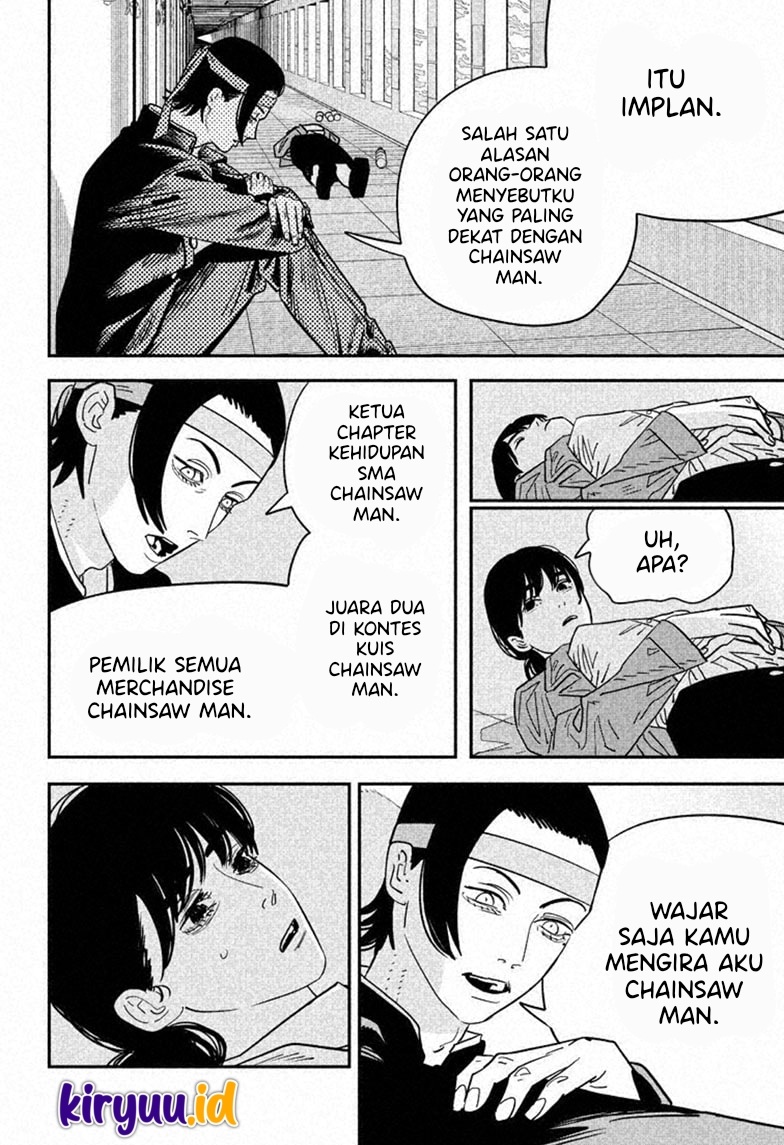 ITU
IMPLAN.
SALAH SATU
ALASAN
ORANG-ORANG
MENYEBUTKU
YANG PALING
DEKAT DENGAN
CHAINSAW
MAN.
UH,
APA?
KETUA
CHAPTER
KEHIDUPAN
SMA
CHAINSAW
MAN.
JUARA DUA
DI KONTES
KUIS
CHAINSAW
MAN.
PEMILIK SEMUA
MERCHANDISE
CHAINSAW MAN.
WAJAR
SAJA KAMU
MENGIRA AKU
CHAINSAW
MAN.
kiryuu.id